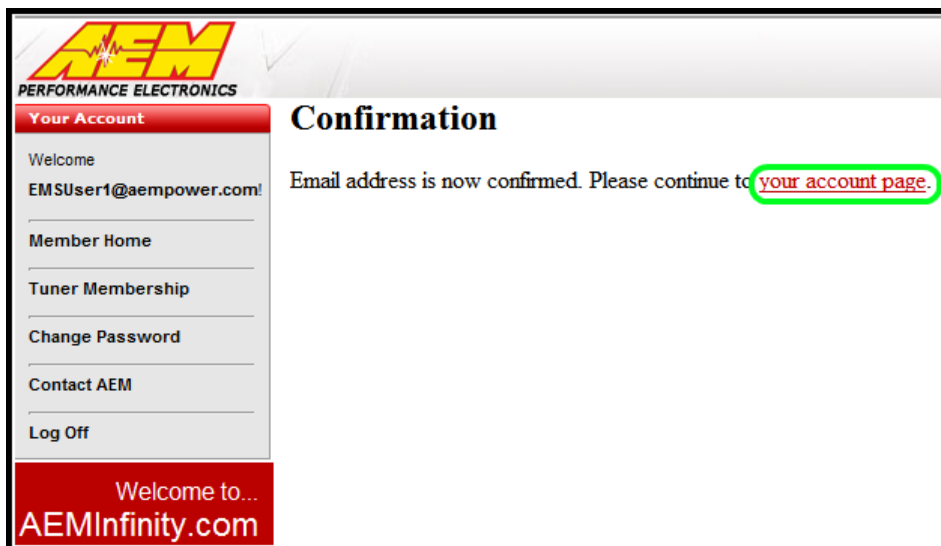 AEM
PERFORMANCE ELECTRONICS
Your Account
Welcome
EMSUser1@aempower.com!
Member Home
Tuner Membership
Change Password
Contact AEM
Log Off
Welcome to...
AEMInfinity.com
Confirmation
Email address is now confirmed. Please continue to your account page.